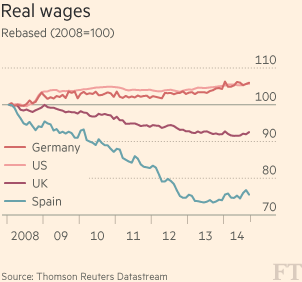 Real wages
Rebased (2008=100)
110
100
90
80
70
Germany
US
UK
Spain
2008 09 10 11 12 13 14
Source: Thomson Reuters Datastream
FT